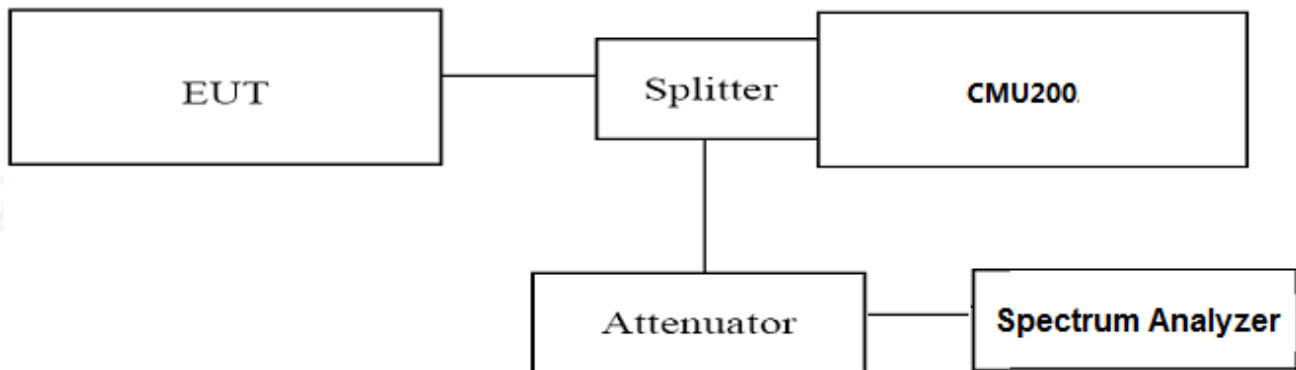 EUT
Splitter
CMU200.
Attenuator
Spectrum Analyzer